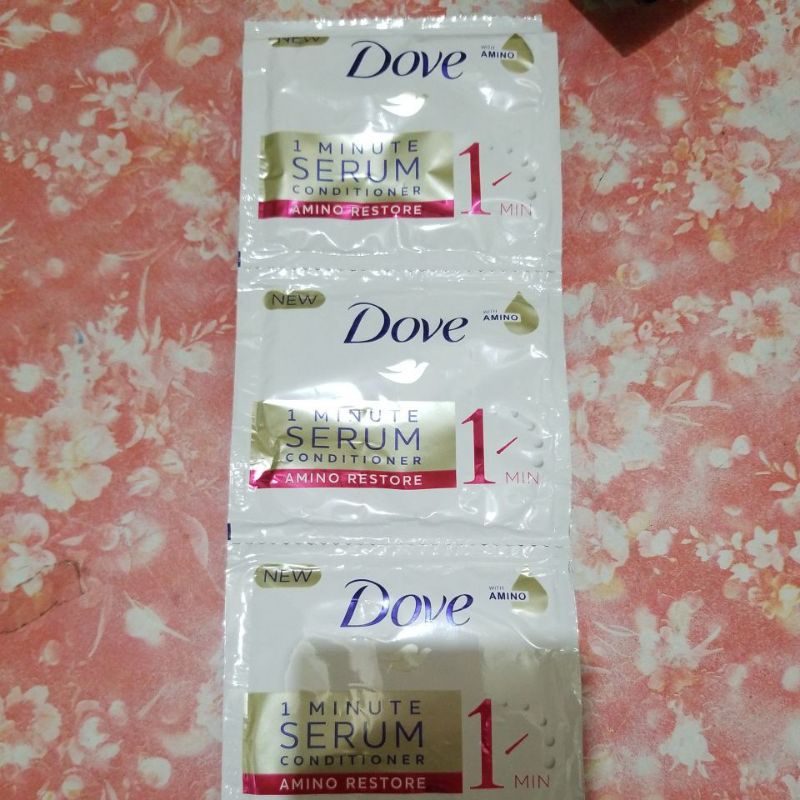 NEW
Dove
WITH
AMINO
1 MINUTE
SERUM
CONDITIONER
AMINO RESTORE
1
MIN
NEW
Dove
WITH
AMINO
1 MINUTE
SERUM
CONDITIONER
AMINO RESTORE
1
MIN
NEW
Dove
WITH
AMINO
1 MINUTE
SERUM
CONDITIONER
AMINO RESTORE
1
MIN